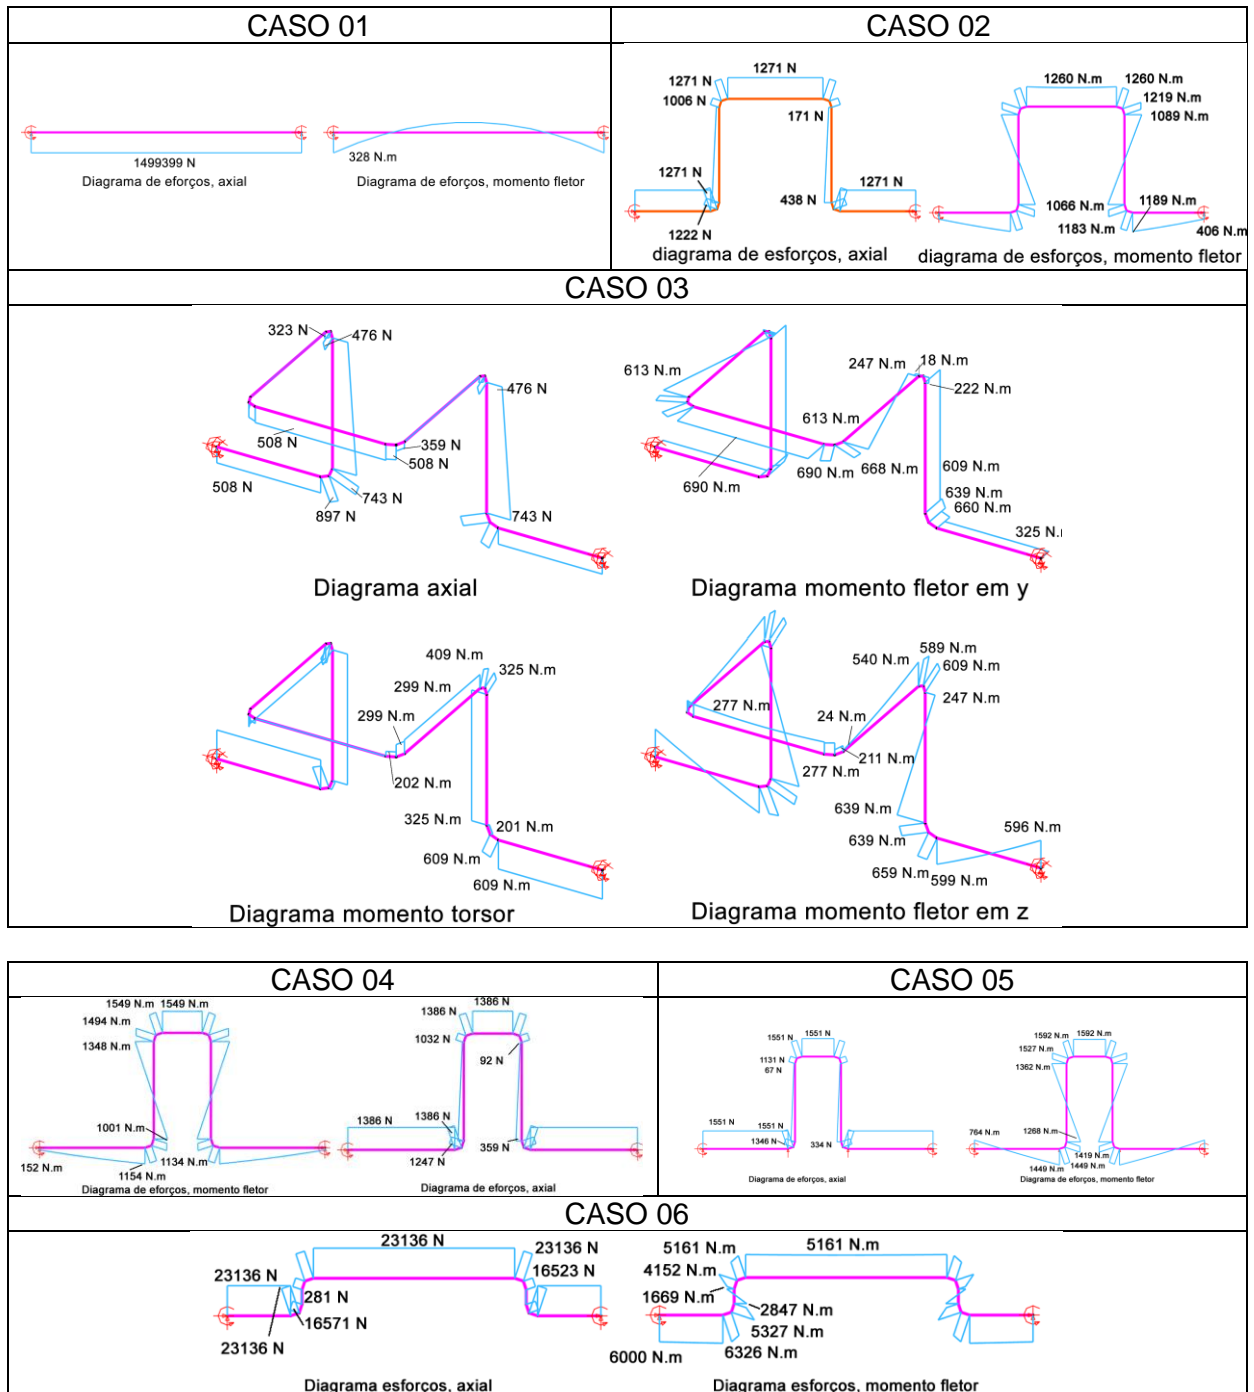 CASO 01
CASO 02
1499399 N
Diagrama de eforços, axial
328 N.m
Diagrama de eforços, momento fletor
1271 N
1271 N
1006 N
171 N
1271 N
1271 N
438 N
1222 N
diagrama de esforços, axial
1260 N.m
1260 N.m
1219 N.m
1089 N.m
1066 N.m
1189 N.m
1183 N.m
406 N.m
diagrama de esforços, momento fletor
CASO 03
323 N
476 N
476 N
508 N
359 N
508 N
508 N
743 N
897 N
743 N
Diagrama axial
613 N.m
247 N.m
18 N.m
222 N.m
613 N.m
690 N.m
690 N.m
668 N.m
609 N.m
639 N.m
660 N.m
325 N.
Diagrama momento fletor em y
409 N.m
325 N.m
299 N.m
299 N.m
202 N.m
325 N.m
201 N.m
609 N.m
609 N.m
Diagrama momento torsor
589 N.m
540 N.m
609 N.m
247 N.m
277 N.m
24 N.m
211 N.m
277 N.m
639 N.m
596 N.m
639 N.m
659 N.m
599 N.m
Diagrama momento fletor em z
CASO 04
CASO 05
1549 N.m
1549 N.m
1494 N.m
1348 N.m
1001 N.m
152 N.m
1134 N.m
1154 N.m
Diagrama de eforços, momento fletor
1386 N
1386 N
1032 N
92 N
1386 N
1386 N
359 N
1247 N
Diagrama de eforços, axial
1551 N
1551 N
1131 N
67 N
1551 N
1551 N
1346 N
334 N
Diagrama de eforços, axial
1592 N.m
1592 N.m
1527 N.m
1362 N.m
764 N.m
1268 N.m
1419 N.m
1449 N.m
1449 N.m
Diagrama de eforços, momento fletor
CASO 06
23136 N
23136 N
23136 N
16523 N
281 N
16571 N
23136 N
Diagrama esforços, axial
5161 N.m
5161 N.m
4152 N.m
1669 N.m
2847 N.m
5327 N.m
6000 N.m
6326 N.m
Diagrama esforços, momento fletor